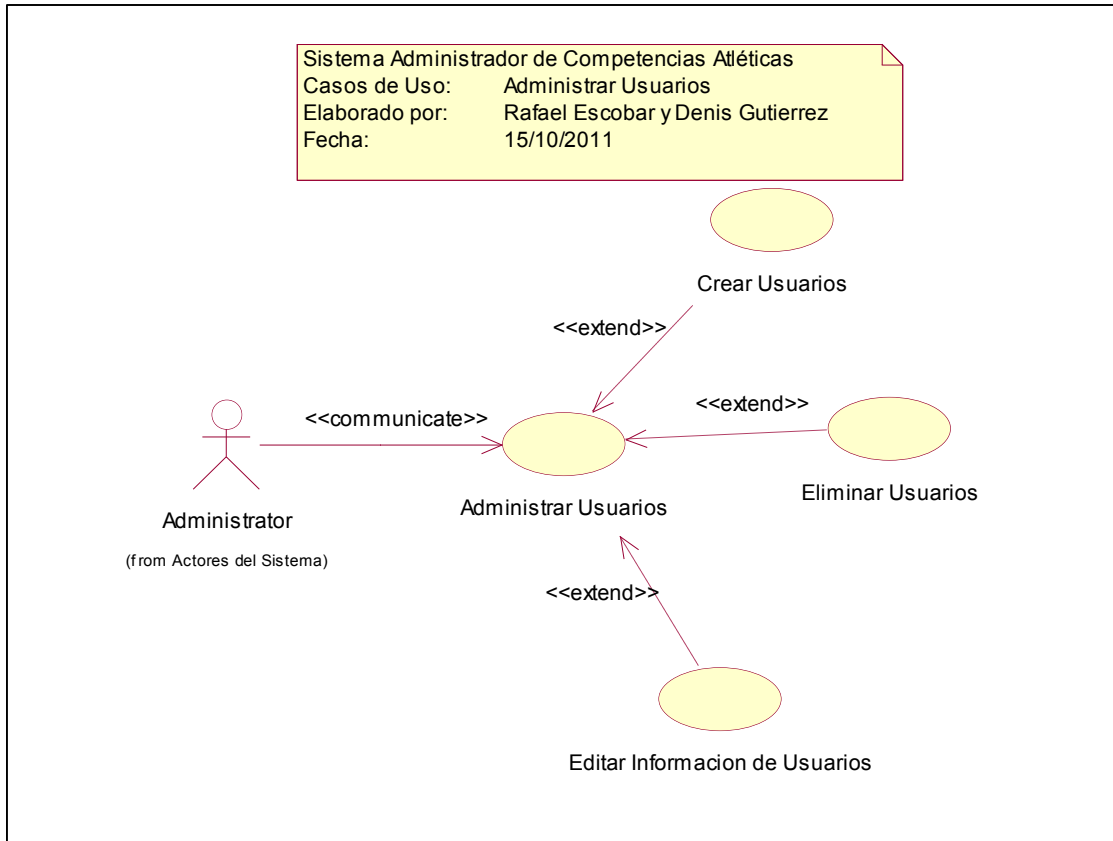 Sistema Administrador de Competencias Atléticas
Casos de Uso: Administrar Usuarios
Elaborado por: Rafael Escobar y Denis Gutierrez
Fecha: 15/10/2011
Crear Usuarios
<<extend>>
<<communicate>>
<<extend>>
Administrar Usuarios
Eliminar Usuarios
Administrator
(from Actores del Sistema)
<<extend>>
Editar Informacion de Usuarios